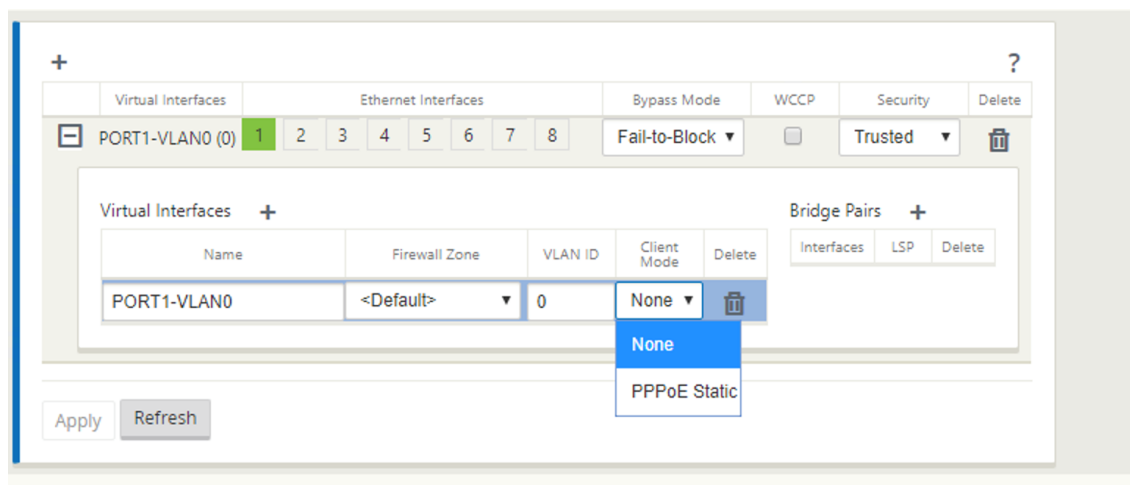 + ?
Virtual Interfaces Ethernet Interfaces Bypass Mode WCCP Security Delete
PORT1-VLAN0 (0) 1 2 3 4 5 6 7 8 Fail-to-Block Trusted
Virtual Interfaces + Bridge Pairs +
Name Firewall Zone VLAN ID Client Mode Delete Interfaces LSP Delete
PORT1-VLAN0 <Default> 0 None
None
PPPoE Static
Apply Refresh